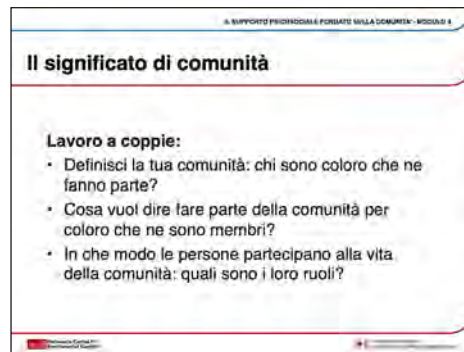 IL SUPPORTO PSICOSOCIALE FONDATO SULLA COMUNITA' - MODULO 4
Il significato di comunità
Lavoro a coppie:
• Definisci la tua comunità: chi sono coloro che ne
fanno parte?
• Cosa vuol dire fare parte della comunità per
coloro che ne sono membri?
• In che modo le persone partecipano alla vita
della comunità: quali sono i loro ruoli?